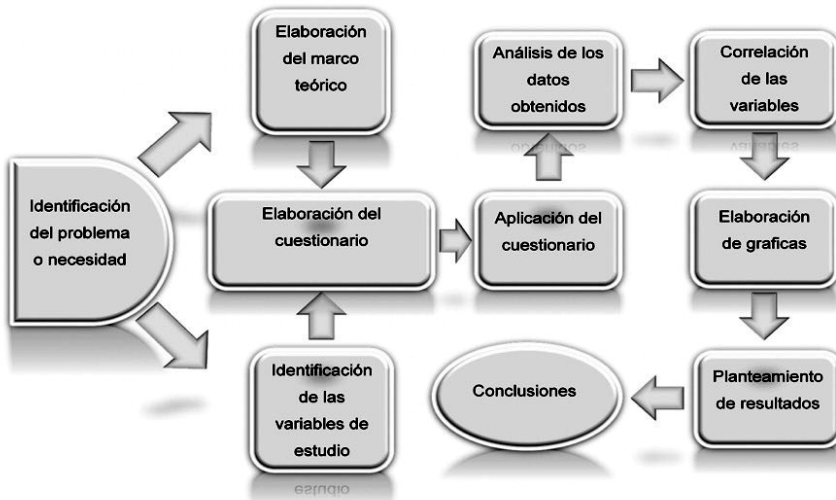 Identificación
del problema
o necesidad
Elaboración
del marco
teórico
Identificación
de las
variables de
estudio
Elaboración del
cuestionario
Aplicación del
cuestionario
Análisis de los
datos
obtenidos
Correlación
de las
variables
Elaboración
de graficas
Planteamiento
de resultados
Conclusiones